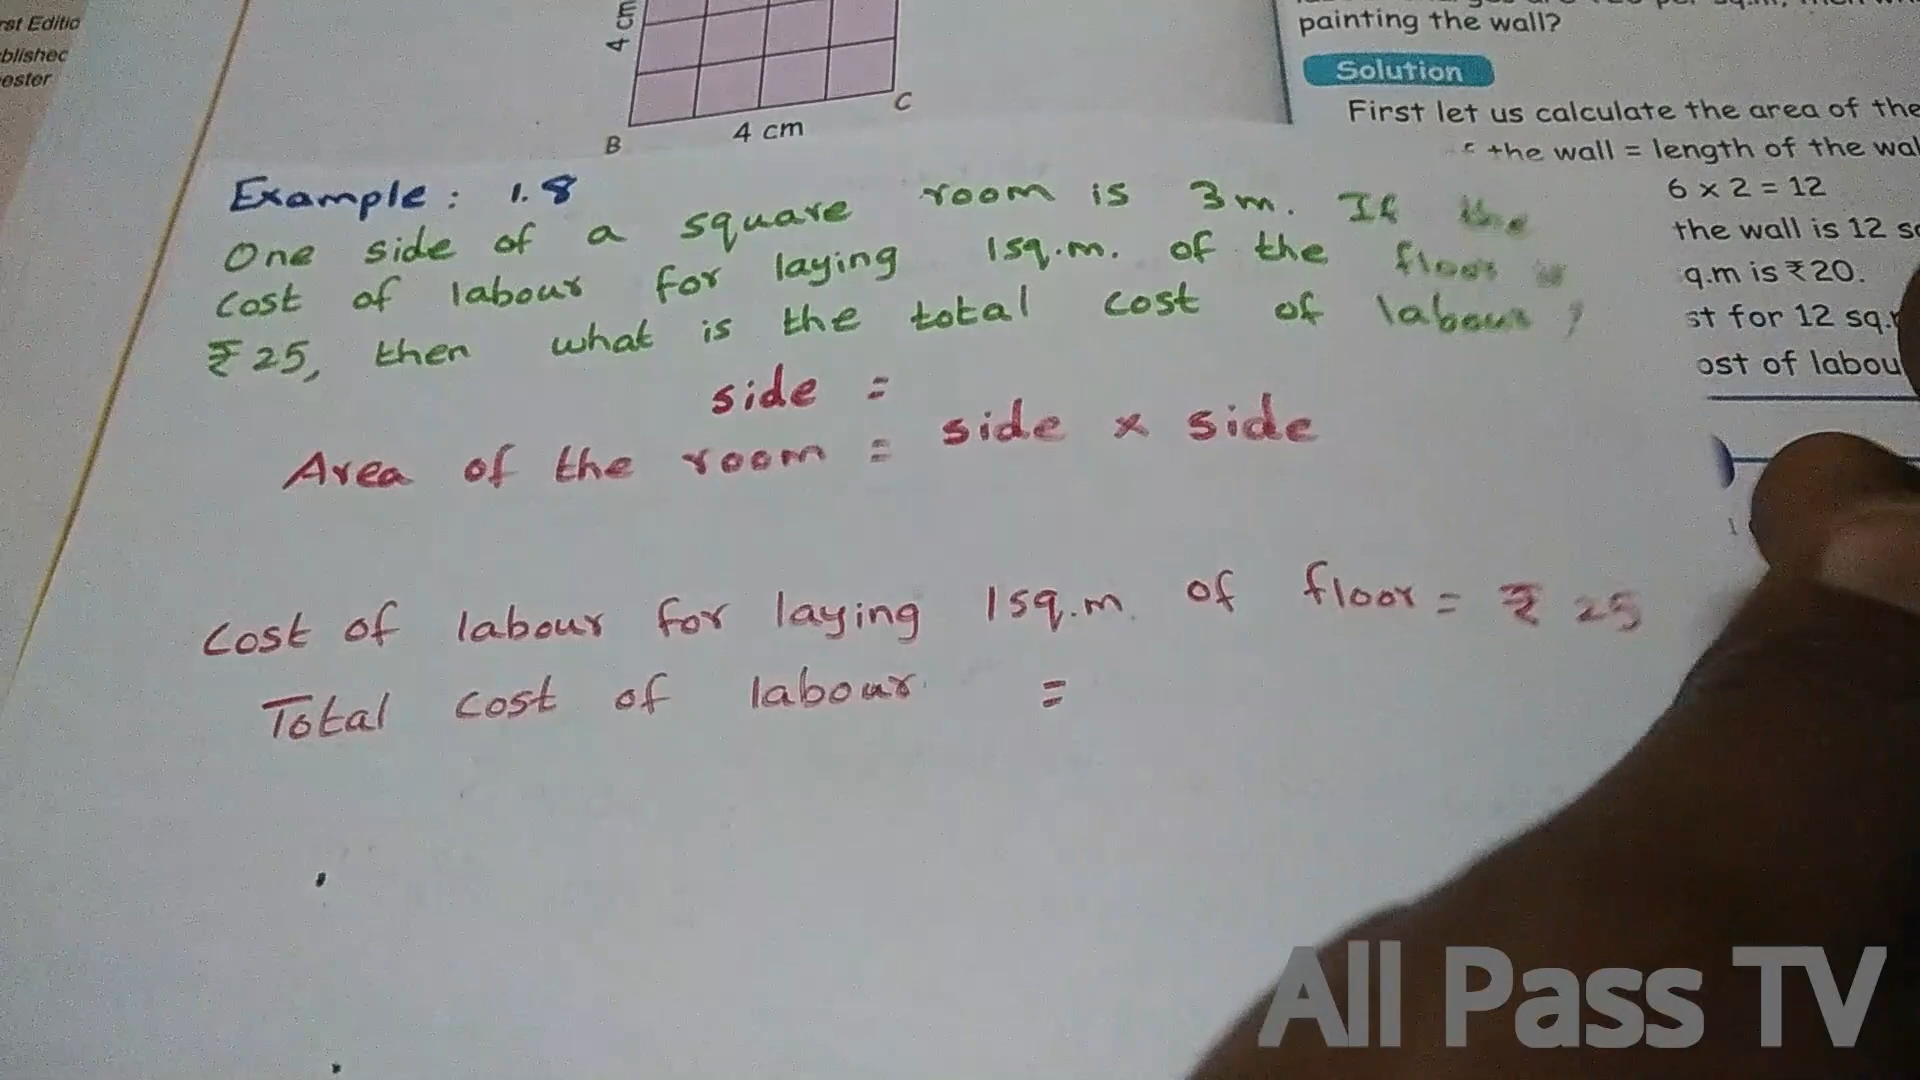 rst Editio
blished
ester
4 cm
B
4 cm
C
painting the wall?
Solution
First let us calculate the area of the
the wall = length of the wal
6 x 2 = 12
the wall is 12 s
q.m is ₹20.
st for 12 sq.
ost of labou
Example : 1.8
One side of a square room is 3m. If the
cost of labour for laying 1sq.m. of the floor is
₹25, then what is the total cost of labour?
side =
Area of the room = side x side
Cost of labour for laying 1sq.m. of floor = ₹ 25
Total cost of labour =
All Pass TV